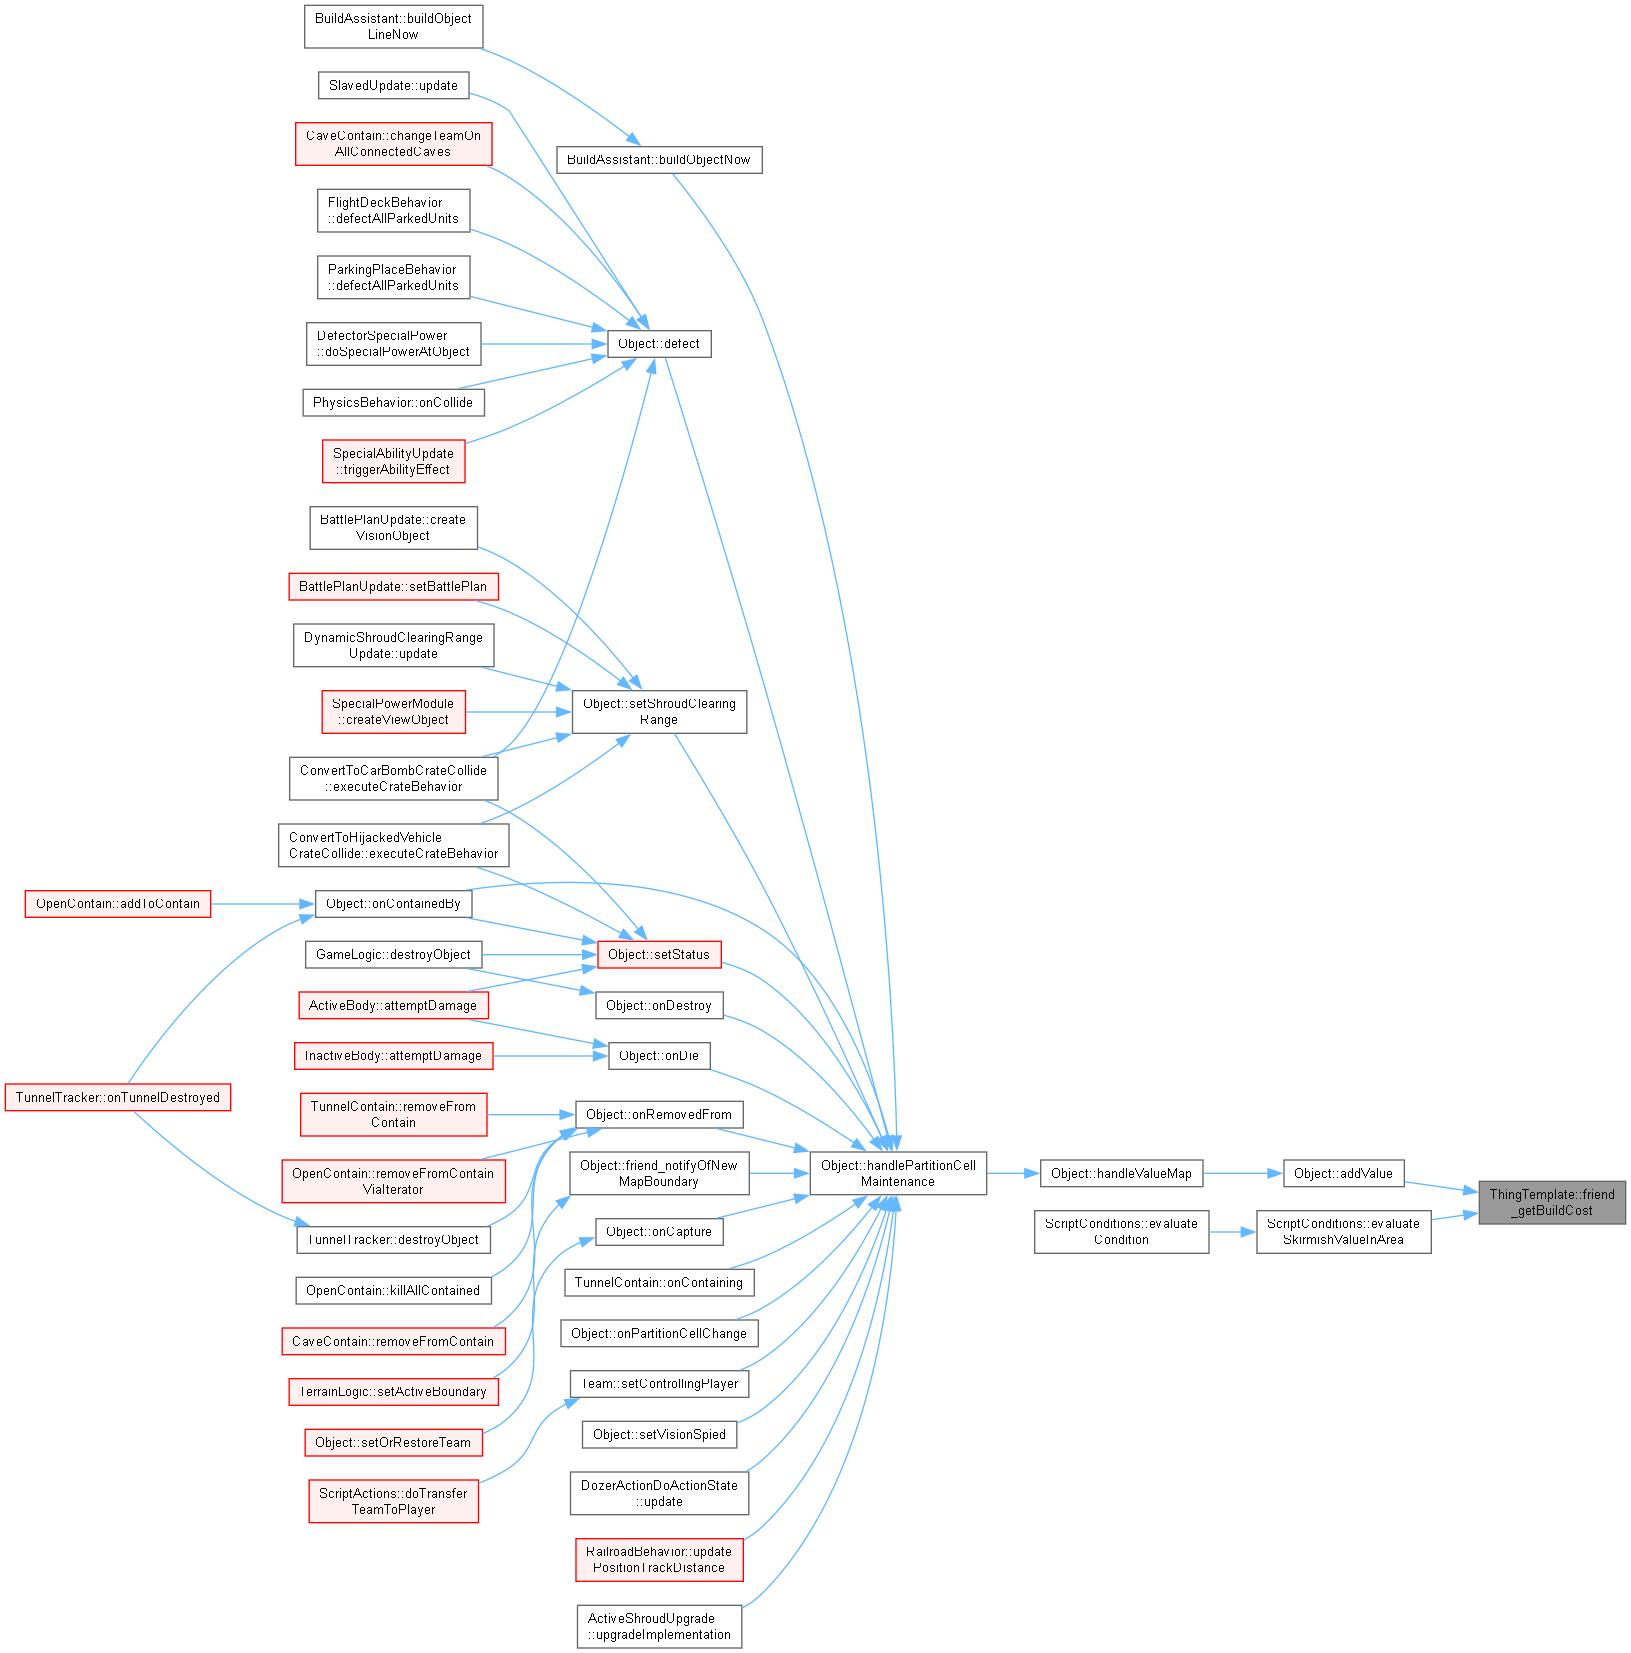 BuildAssistant::buildObject
LineNow
SlavedUpdate::update
CaveContain::changeTeamOn
AllConnectedCaves
BuildAssistant::buildObjectNow
FlightDeckBehavior
::defectAllParkedUnits
ParkingPlaceBehavior
::defectAllParkedUnits
DefectorSpecialPower
::doSpecialPowerAtObject
Object::defect
PhysicsBehavior::onCollide
SpecialAbilityUpdate
::triggerAbilityEffect
BattlePlanUpdate::create
VisionObject
BattlePlanUpdate::setBattlePlan
DynamicShroudClearingRange
Update::update
SpecialPowerModule
::createViewObject
Object::setShroudClearing
Range
ConvertToCarBombCrateCollide
::executeCrateBehavior
ConvertToHijackedVehicle
CrateCollide::executeCrateBehavior
OpenContain::addToContain
Object::onContainedBy
GameLogic::destroyObject
Object::setStatus
ActiveBody::attemptDamage
Object::onDestroy
InactiveBody::attemptDamage
Object::onDie
TunnelTracker::onTunnelDestroyed
TunnelContain::removeFrom
Contain
Object::onRemovedFrom
OpenContain::removeFromContain
ViaIterator
Object::friend_notifyOfNew
MapBoundary
Object::handlePartitionCell
Maintenance
Object::handleValueMap
Object::addValue
ThingTemplate::friend
_getBuildCost
TunnelTracker::destroyObject
Object::onCapture
ScriptConditions::evaluate
Condition
ScriptConditions::evaluate
SkirmishValueInArea
OpenContain::killAllContained
TunnelContain::onContaining
CaveContain::removeFromContain
Object::onPartitionCellChange
TerrainLogic::setActiveBoundary
Team::setControllingPlayer
Object::setOrRestoreTeam
Object::setVisionSpied
ScriptActions::doTransfer
TeamToPlayer
DozerActionDoActionState
::update
RailroadBehavior::update
PositionTrackDistance
ActiveShroudUpgrade
::upgradeImplementation